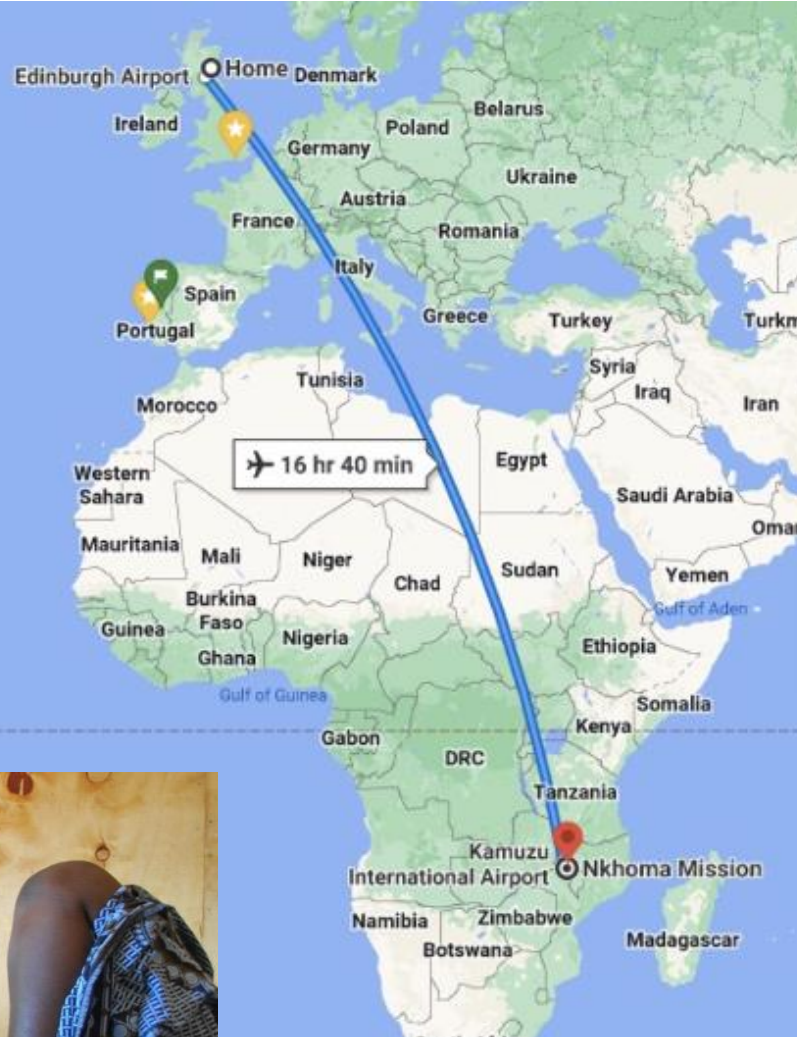 Edinburgh Airport
Home
Denmark
Ireland
Poland
Belarus
Germany
Ukraine
Austria
France
Romania
Italy
Spain
Portugal
Greece
Turkey
Turkm
Tunisia
Syria
Morocco
Iraq
Iran
16 hr 40 min
Egypt
Western
Sahara
Saudi Arabia
Oma
Mauritania
Mali
Niger
Chad
Sudan
Yemen
Burkina
Faso
Gulf of Aden
Guinea
Nigeria
Ethiopia
Ghana
Gulf of Guinea
Somalia
Kenya
Gabon
DRC
Tanzania
Kamuzu
International Airport
Nkhoma Mission
Namibia
Zimbabwe
Botswana
Madagascar